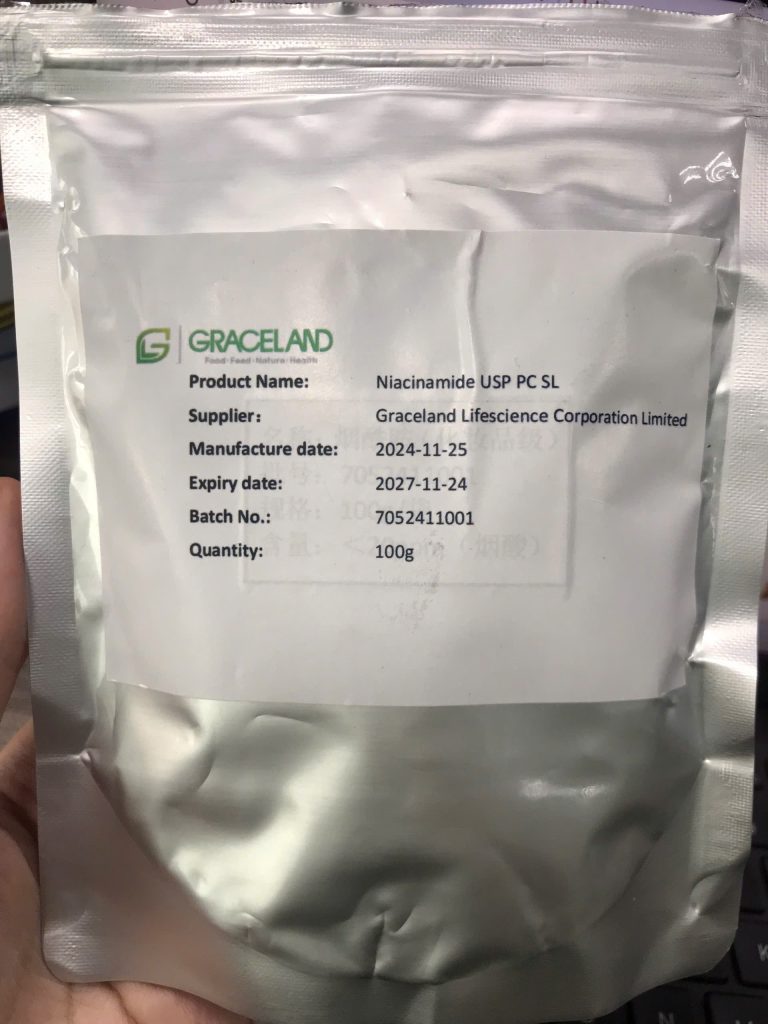 GRACELAND
Food·Feed·Nature·Health
Product Name: Niacinamide USP PC SL
Supplier: Graceland Lifescience Corporation Limited
Manufacture date: 2024-11-25
Expiry date: 2027-11-24
Batch No.: 7052411001
Quantity: 100g